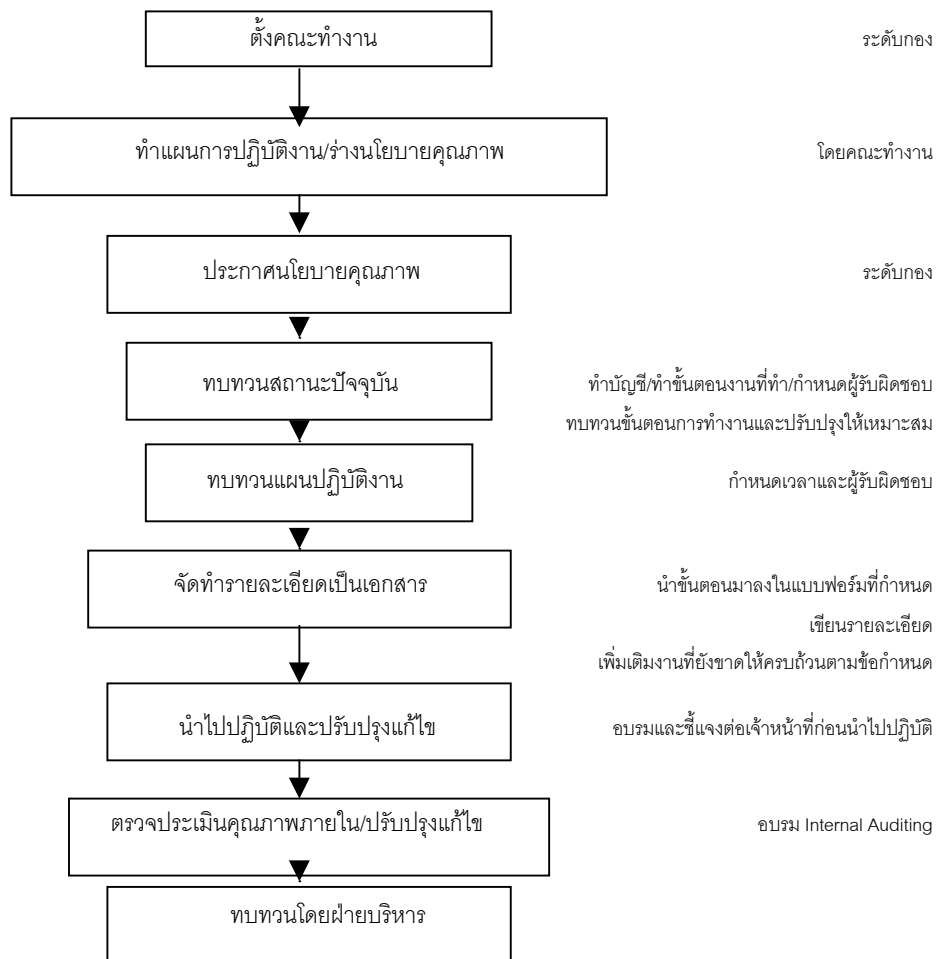 ตั้งคณะทำงาน ระดับกอง
ทำแผนการปฏิบัติงาน/ร่างนโยบายคุณภาพ โดยคณะทำงาน
ประกาศนโยบายคุณภาพ ระดับกอง
ทบทวนสถานะปัจจุบัน ทำบัญชี/ทำขั้นตอนงานที่ทำ/กำหนดผู้รับผิดชอบ
ทบทวนขั้นตอนการทำงานและปรับปรุงให้เหมาะสม
ทบทวนแผนปฏิบัติงาน กำหนดเวลาและผู้รับผิดชอบ
จัดทำรายละเอียดเป็นเอกสาร นำขั้นตอนมาลงในแบบฟอร์มที่กำหนด
เขียนรายละเอียด
เพิ่มเติมงานที่ยังขาดให้ครบถ้วนตามข้อกำหนด
นำไปปฏิบัติและปรับปรุงแก้ไข อบรมและชี้แจงต่อเจ้าหน้าที่ก่อนนำไปปฏิบัติ
ตรวจประเมินคุณภาพภายใน/ปรับปรุงแก้ไข อบรม Internal Auditing
ทบทวนโดยฝ่ายบริหาร